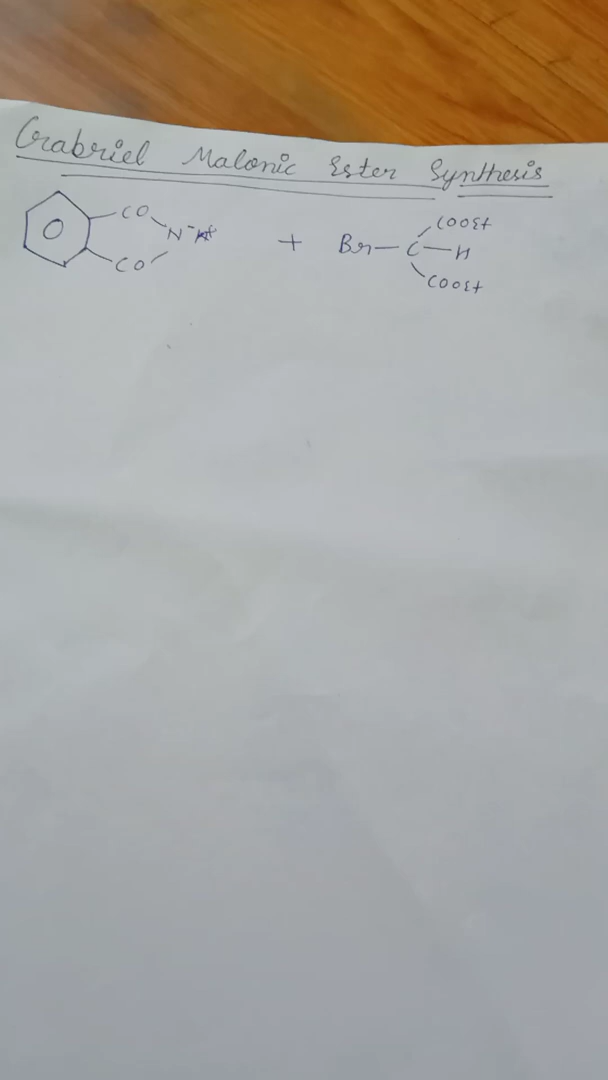 Gabriel Malonic Ester Synthesis
CO
COOEt
N⁻K⁺ + Br—C—H
CO
COOEt